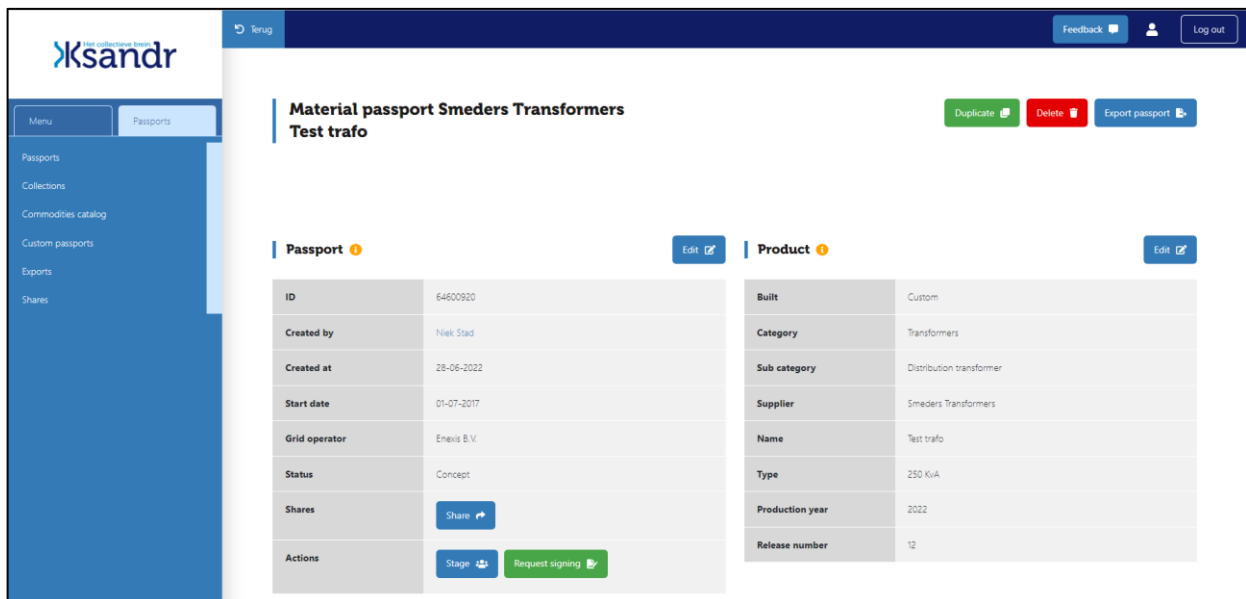 Het collectieve brein
Ksandr
Terug
Feedback
Log out
Menu
Passports
Passports
Collections
Commodities catalog
Custom passports
Exports
Shares
Material passport Smeders Transformers
Test trafo
Duplicate
Delete
Export passport
Passport
Edit
ID 64600920
Created by Niek Stad
Created at 28-06-2022
Start date 01-07-2017
Grid operator Enexis B.V.
Status Concept
Shares Share
Actions Stage Request signing
Product
Edit
Built Custom
Category Transformers
Sub category Distribution transformer
Supplier Smeders Transformers
Name Test trafo
Type 250 KvA
Production year 2022
Release number 12